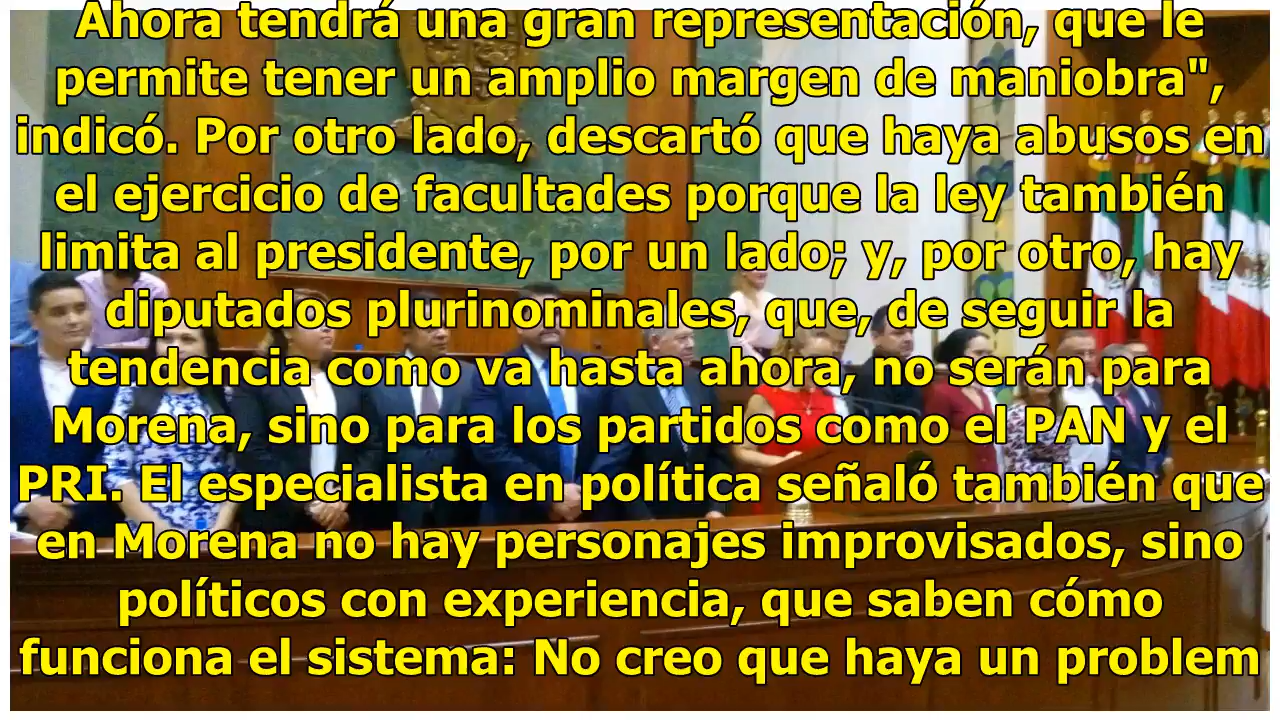 Ahora tendrá una gran representación, que le
permite tener un amplio margen de maniobra",
indicó. Por otro lado, descartó que haya abusos en
el ejercicio de facultades porque la ley también
limita al presidente, por un lado; y, por otro, hay
diputados plurinominales, que, de seguir la
tendencia como va hasta ahora, no serán para
Morena, sino para los partidos como el PAN y el
PRI. El especialista en política señaló también que
en Morena no hay personajes improvisados, sino
políticos con experiencia, que saben cómo
funciona el sistema: No creo que haya un problem